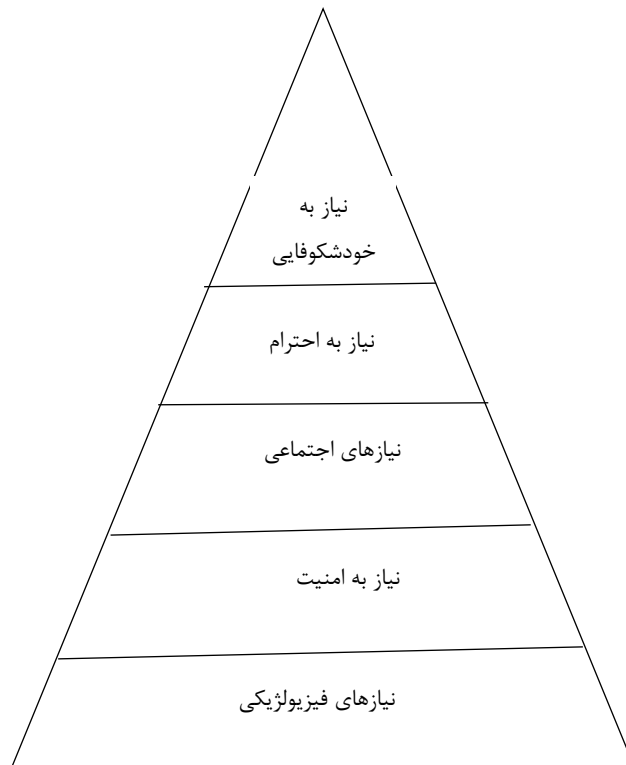 نیاز به
خودشکوفایی
نیاز به احترام
نیازهای اجتماعی
نیاز به امنیت
نیازهای فیزیولژیکی